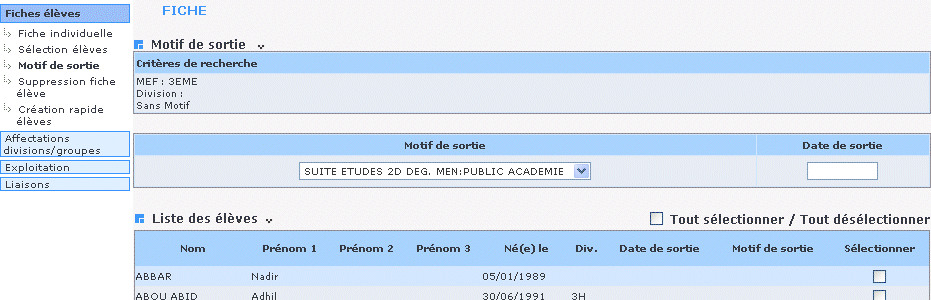 Fiches élèves
FICHE
Fiche individuelle
Sélection élèves
Motif de sortie
Suppression fiche
élève
Création rapide
élèves
Affectations
divisions/groupes
Exploitation
Liaisons
Motif de sortie
Critères de recherche
MEF : 3EME
Division :
Sans Motif
Motif de sortie Date de sortie
SUITE ETUDES 2D DEG. MEN:PUBLIC ACADEMIE
Liste des élèves Tout sélectionner / Tout désélectionner
Nom Prénom 1 Prénom 2 Prénom 3 Né(e) le Div. Date de sortie Motif de sortie Sélectionner
ABBAR Nadir 05/01/1989
ABOU ABID Adhil 30/06/1991 3H